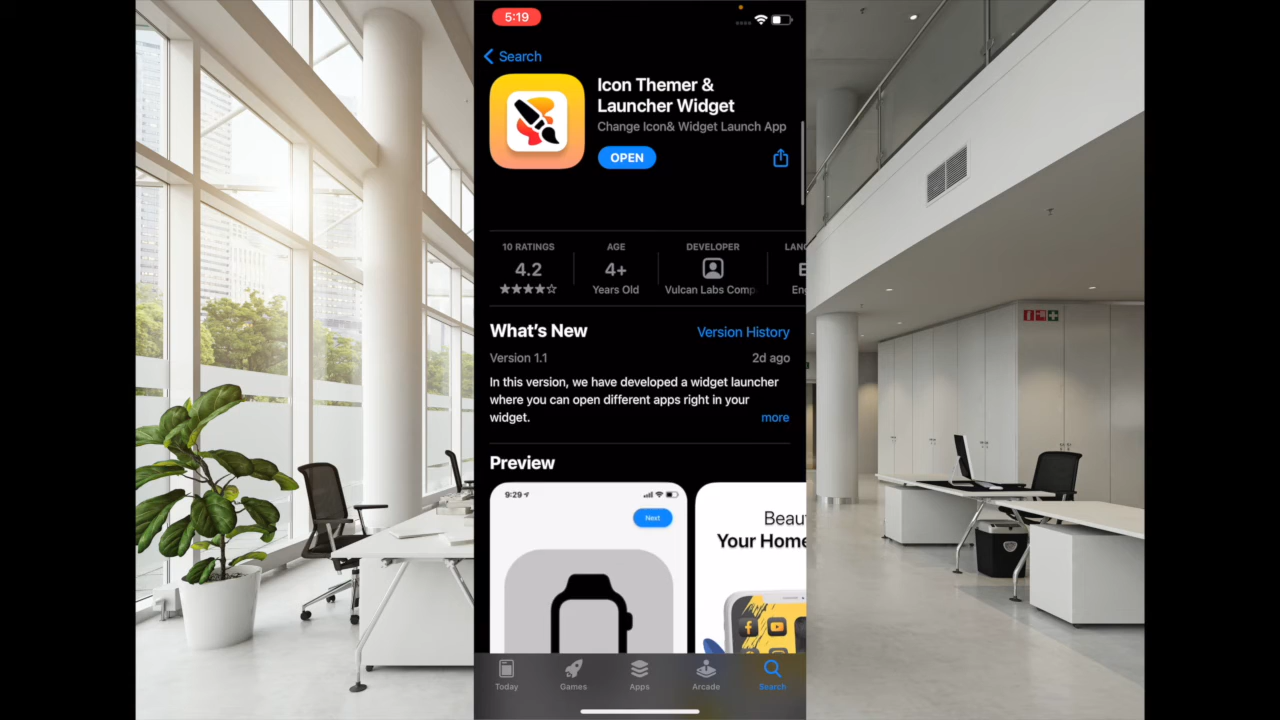 5:19
Search
Icon Themer &
Launcher Widget
Change Icon& Widget Launch App
OPEN
10 RATINGS
4.2
AGE
4+
Years Old
DEVELOPER
Vulcan Labs Comp
LANG
E
Eng
What's New
Version History
Version 1.1
2d ago
In this version, we have developed a widget launcher
where you can open different apps right in your
widget.
more
Preview
9:29
Next
Beau
Your Home
Today
Games
Apps
Arcade
Search